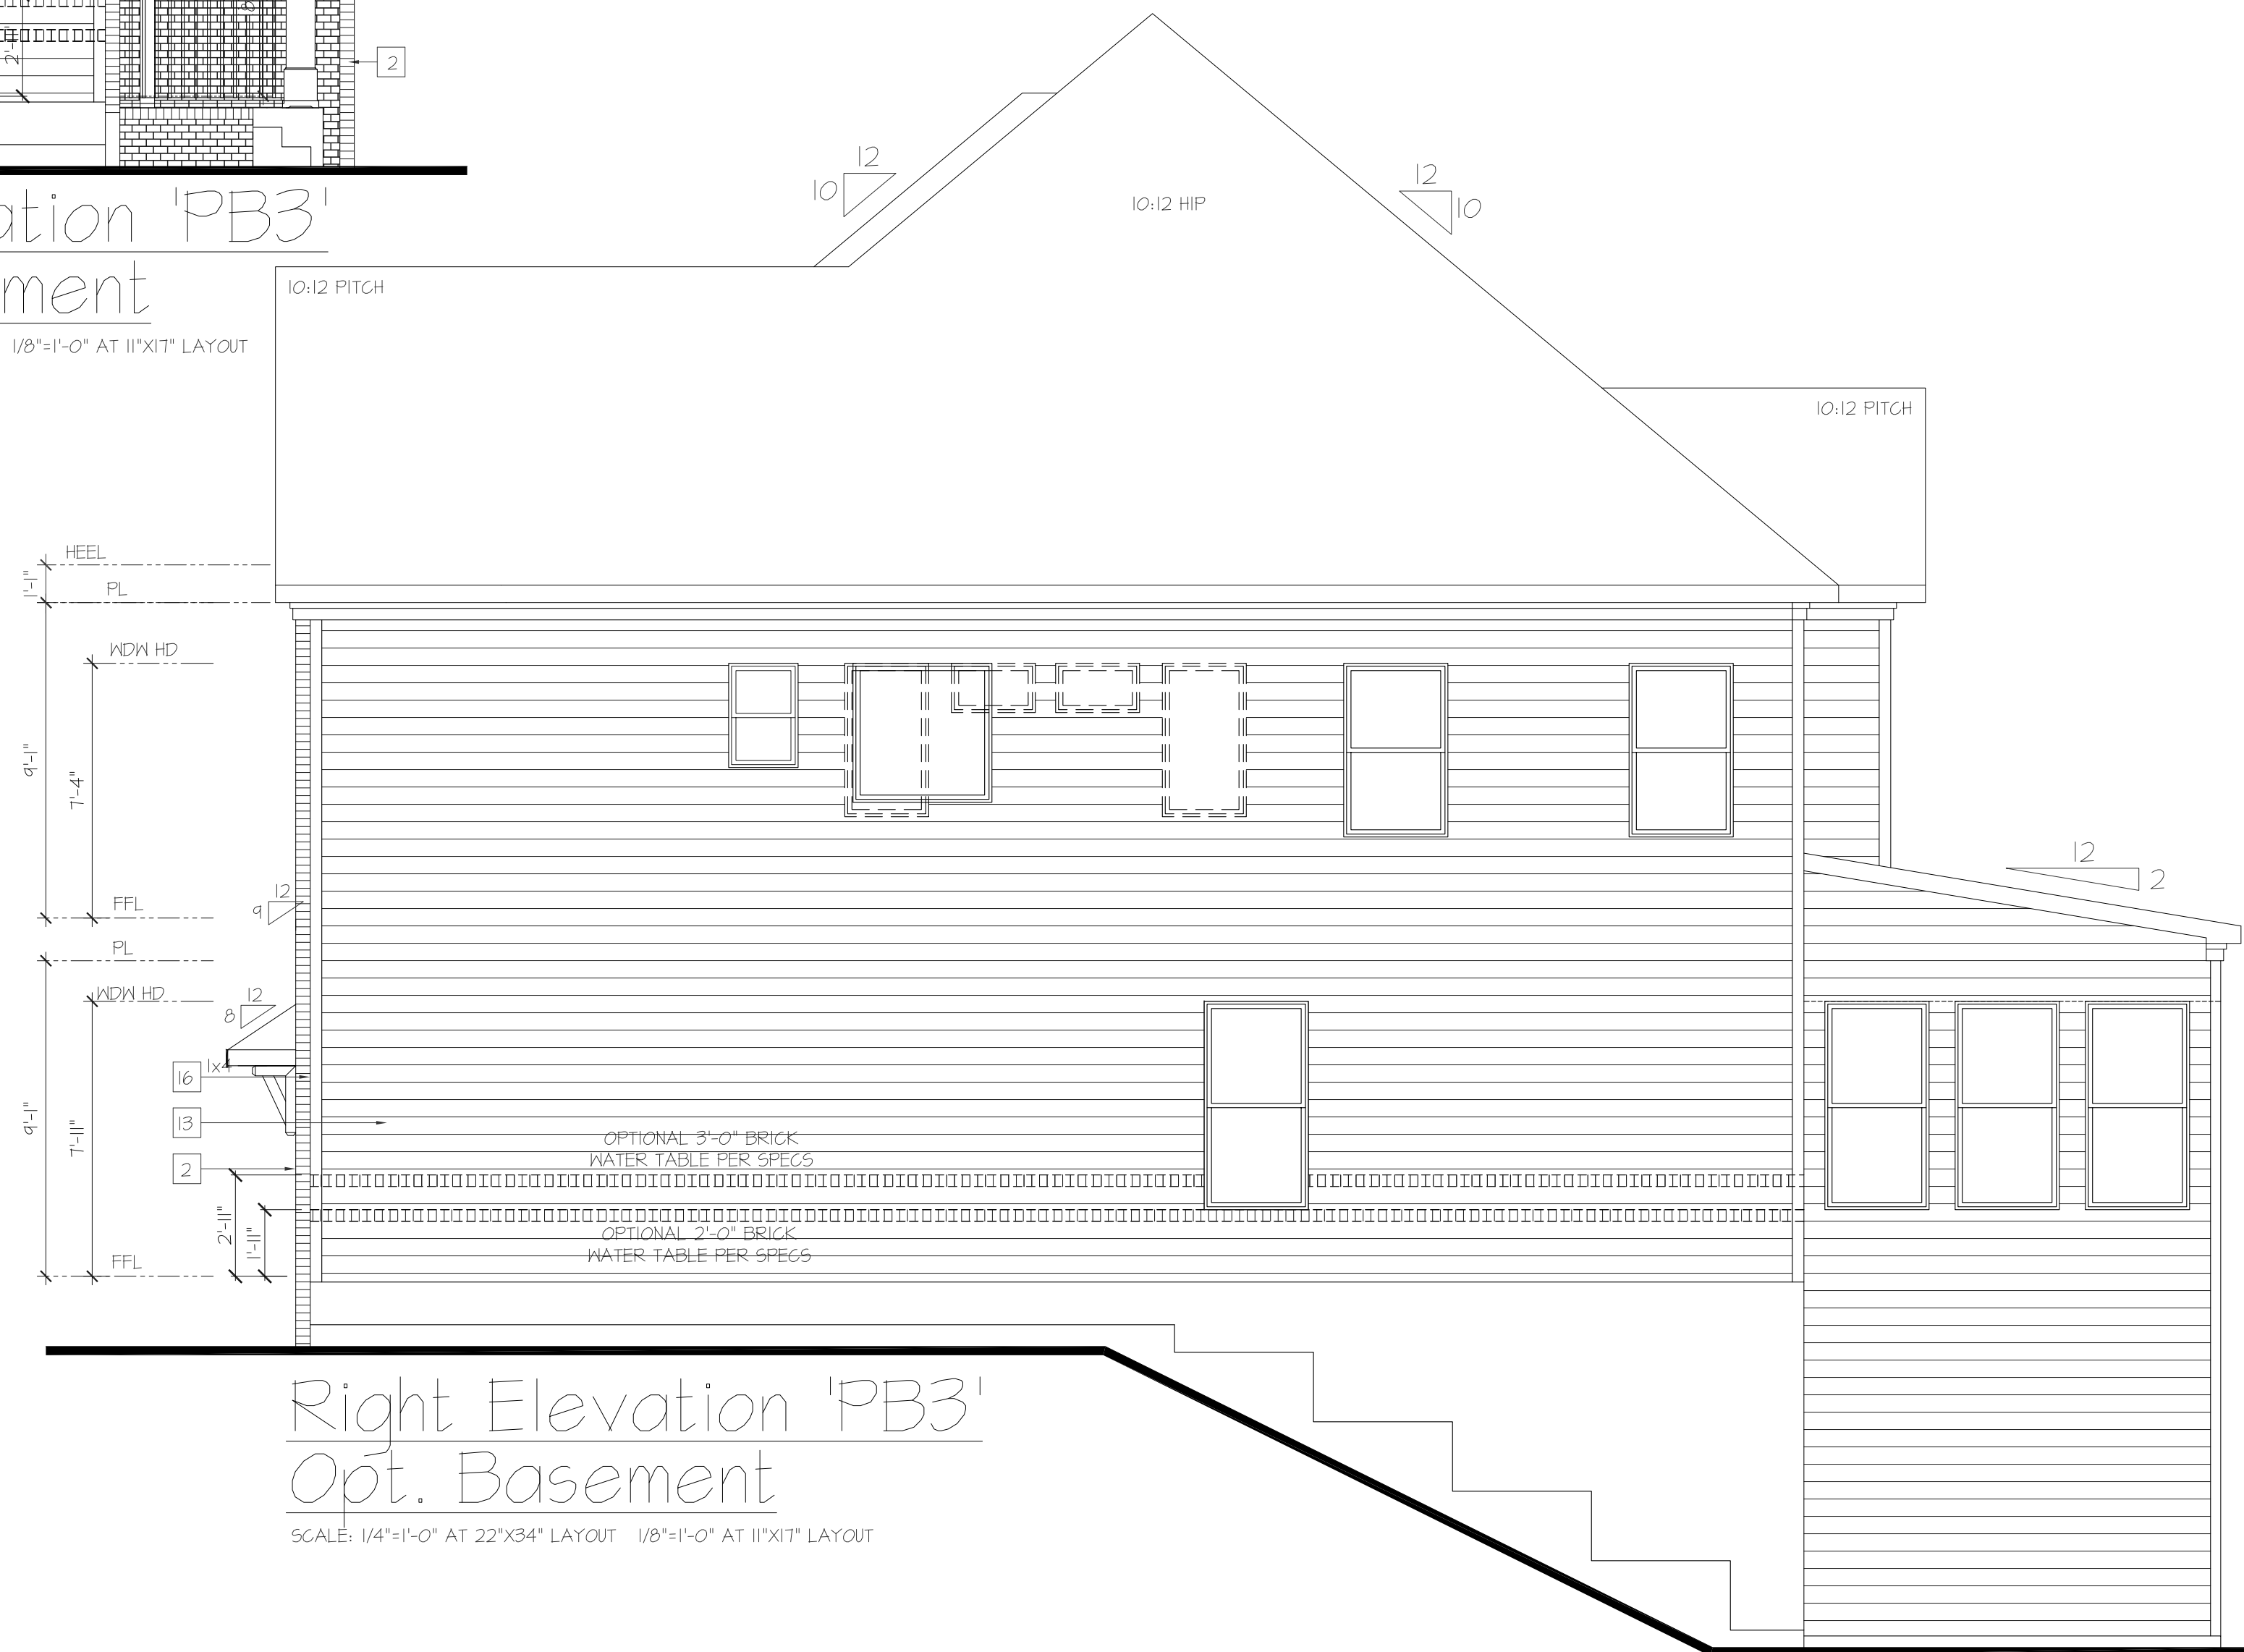 2'-11"
8
2
ation 'PB3'
ment
1/8"=1'-0" AT 11"X17" LAYOUT
12
10
12
10
10:12 HIP
10:12 PITCH
10:12 PITCH
HEEL
1'-1"
PL
WDW HD
9'-1"
7'-4"
12
2
12
9
FFL
PL
WDW HD
12
8
1x4
16
13
2
9'-1"
7'-11"
OPTIONAL 3'-0" BRICK
WATER TABLE PER SPECS
2'-11"
1'-11"
OPTIONAL 2'-0" BRICK
WATER TABLE PER SPECS
FFL
Right Elevation 'PB3'
Opt. Basement
SCALE: 1/4"=1'-0" AT 22"X34" LAYOUT 1/8"=1'-0" AT 11"X17" LAYOUT